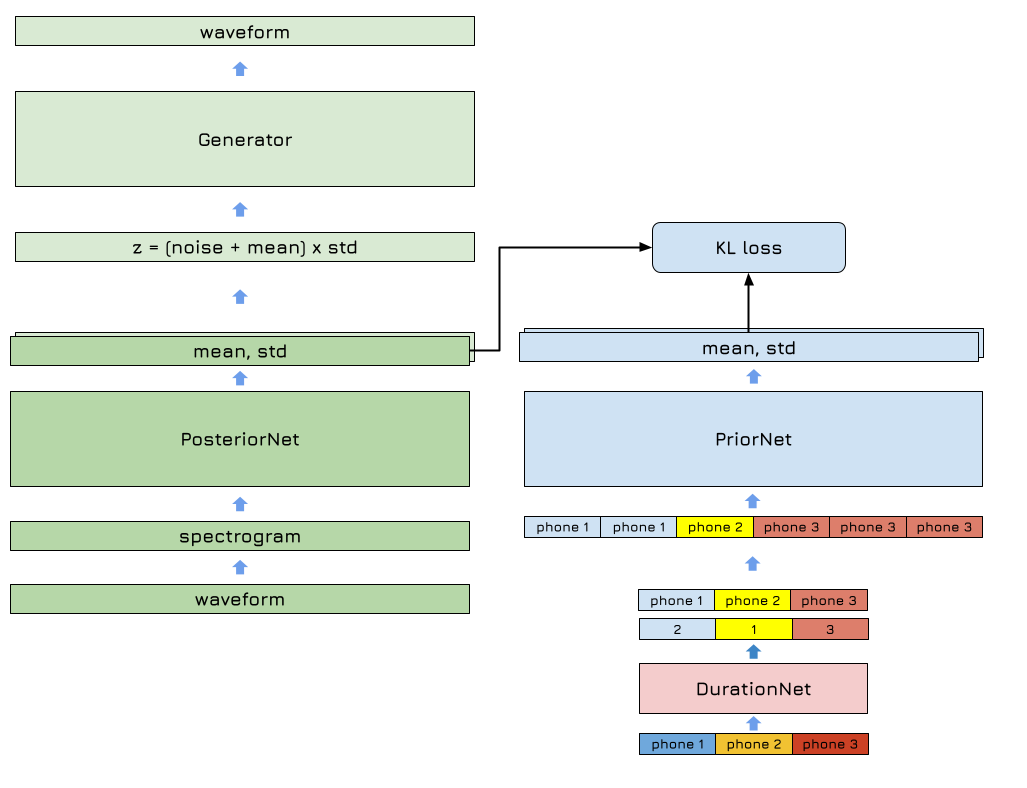 waveform
Generator
z = (noise + mean) x std
KL loss
mean, std
mean, std
PosteriorNet
PriorNet
spectrogram
phone 1 phone 1 phone 2 phone 3 phone 3 phone 3
waveform
phone 1 phone 2 phone 3
2 1 3
DurationNet
phone 1 phone 2 phone 3